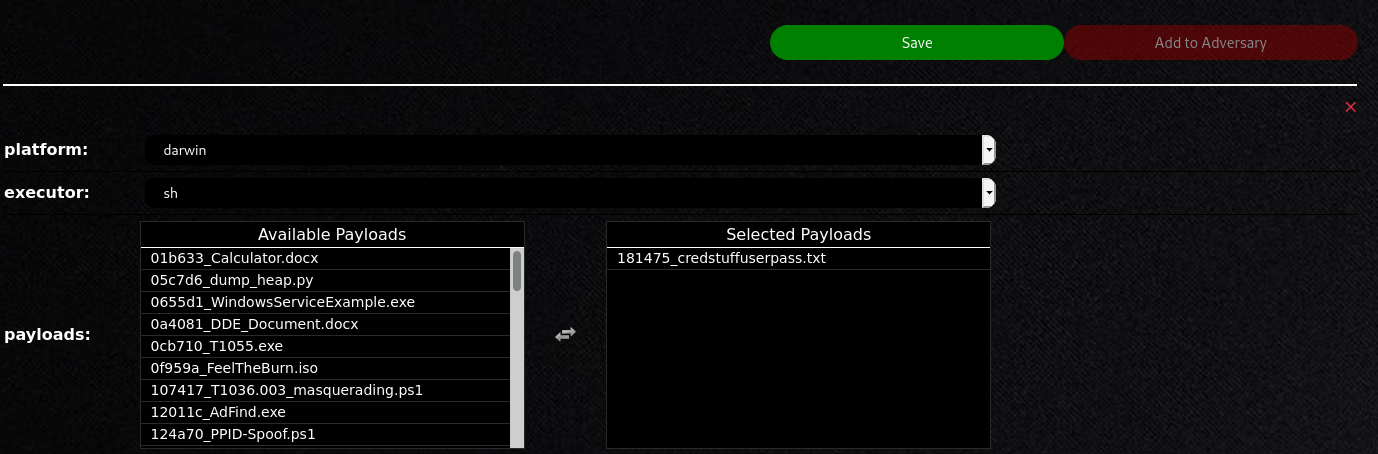 Save Add to Adversary
platform: darwin
executor: sh
payloads:
Available Payloads
01b633_Calculator.docx
05c7d6_dump_heap.py
0655d1_WindowsServiceExample.exe
0a4081_DDE_Document.docx
0cb710_T1055.exe
0f959a_FeelTheBurn.iso
107417_T1036.003_masquerading.ps1
12011c_AdFind.exe
124a70_PPID-Spoof.ps1
Selected Payloads
181475_credstuffuserpass.txt